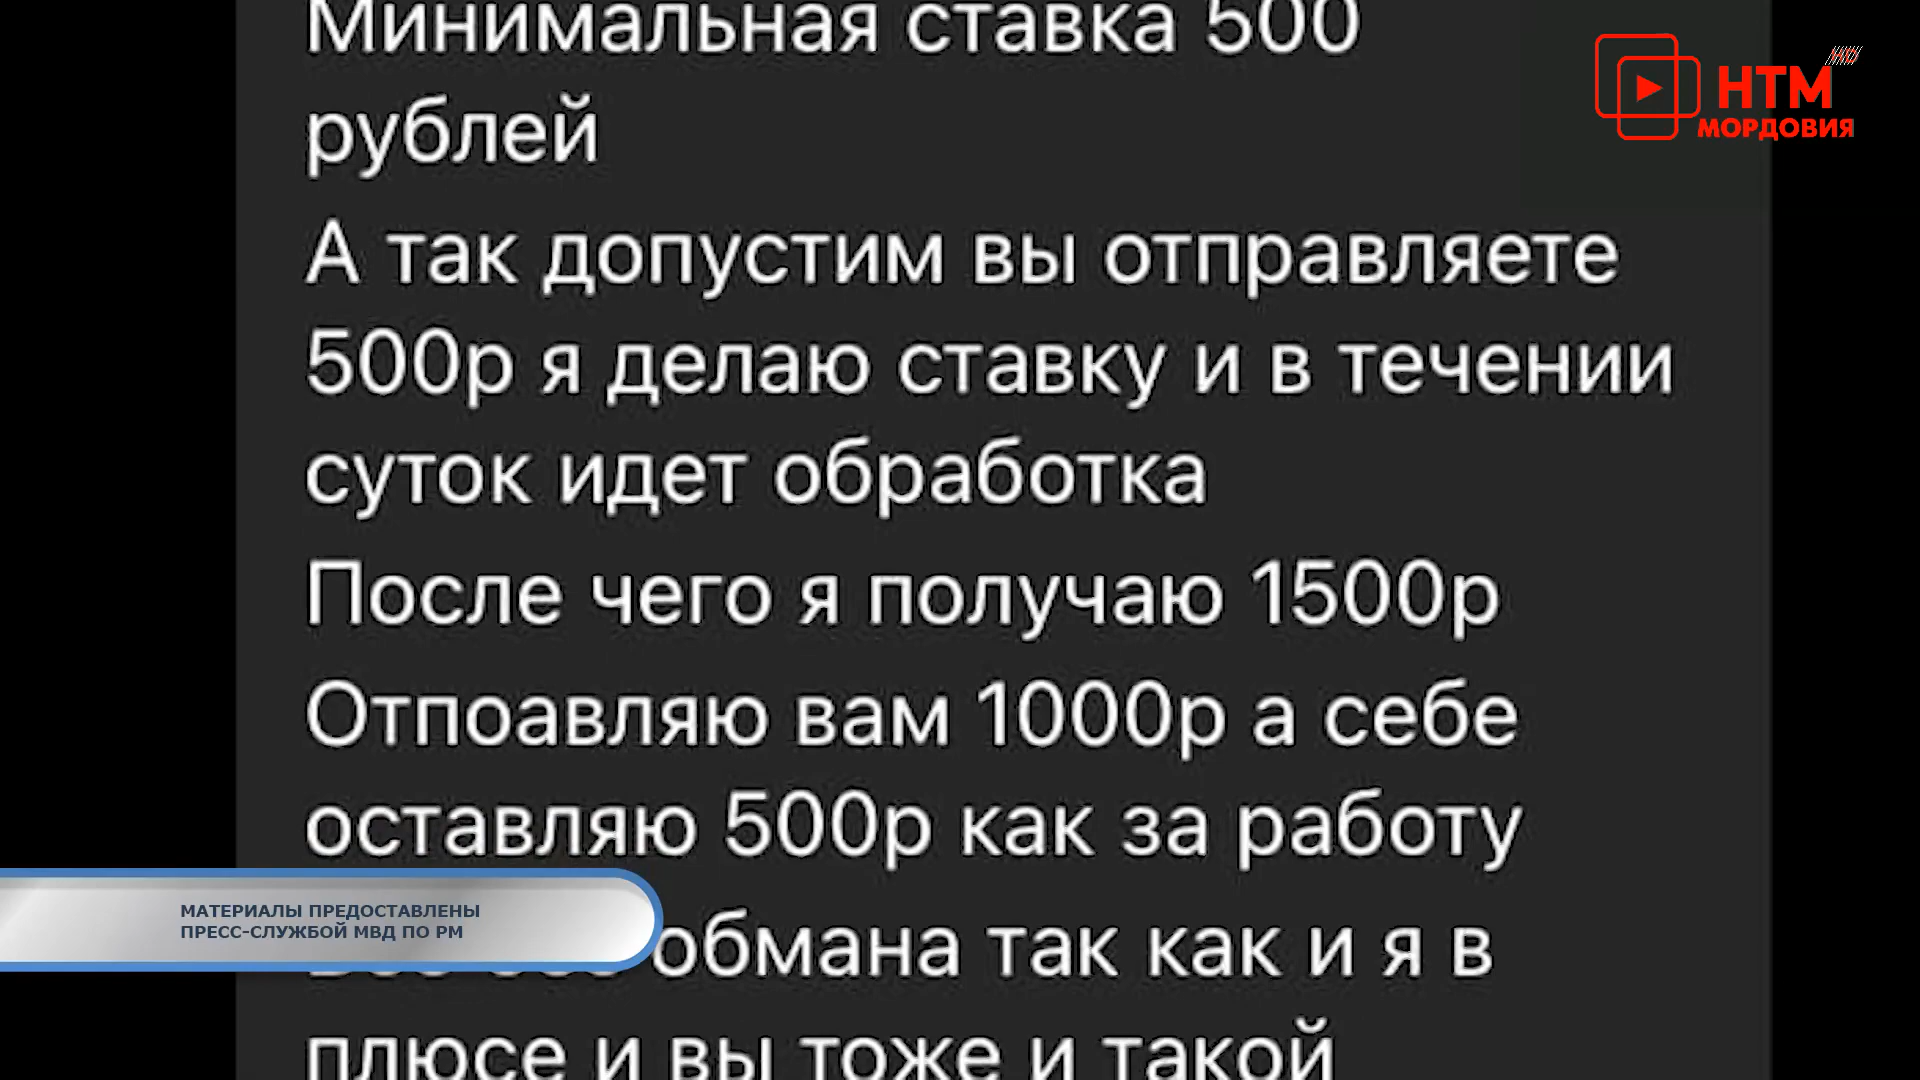 Минимальная ставка 500
рублей
А так допустим вы отправляете
500р я делаю ставку и в течении
суток идет обработка
После чего я получаю 1500р
Отпоавляю вам 1000р а себе
оставляю 500р как за работу
обмана так как и я в
плюсе и вы тоже и такой
НТМ
МОРДОВИЯ
МАТЕРИАЛЫ ПРЕДОСТАВЛЕНЫ
ПРЕСС-СЛУЖБОЙ МВД ПО РМ